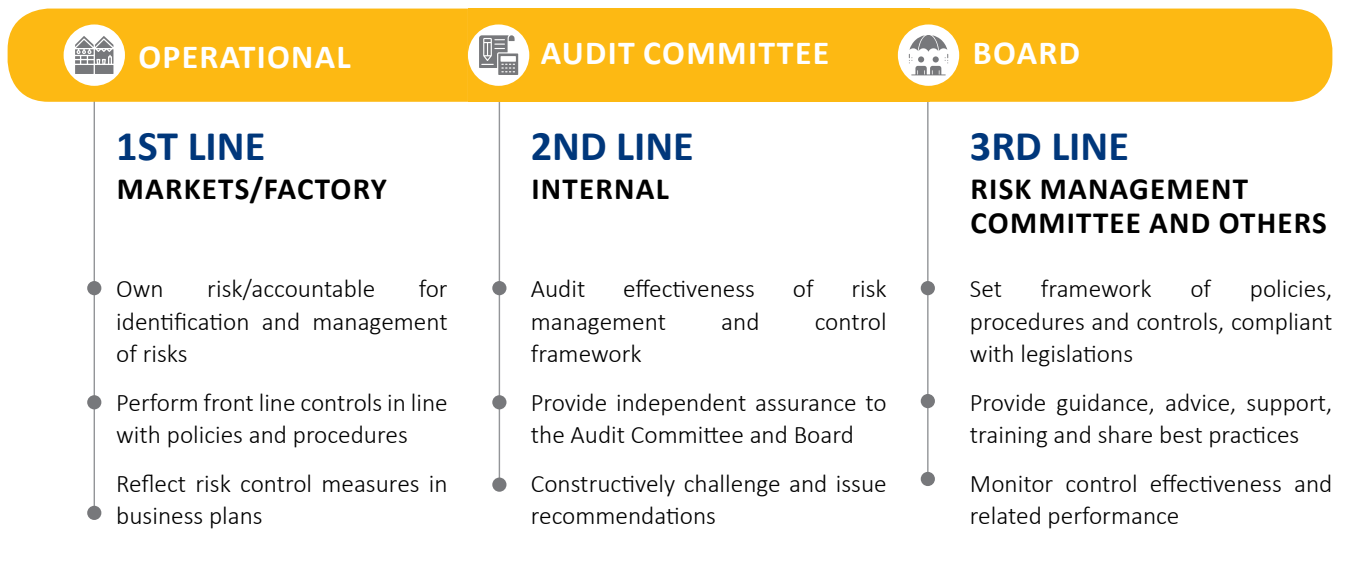 OPERATIONAL
AUDIT COMMITTEE
BOARD
1ST LINE
MARKETS/FACTORY
Own risk/accountable for
identification and management
of risks
Perform front line controls in line
with policies and procedures
Reflect risk control measures in
business plans
2ND LINE
INTERNAL
Audit effectiveness of risk
management and control
framework
Provide independent assurance to
the Audit Committee and Board
Constructively challenge and issue
recommendations
3RD LINE
RISK MANAGEMENT
COMMITTEE AND OTHERS
Set framework of policies,
procedures and controls, compliant
with legislations
Provide guidance, advice, support,
training and share best practices
Monitor control effectiveness and
related performance